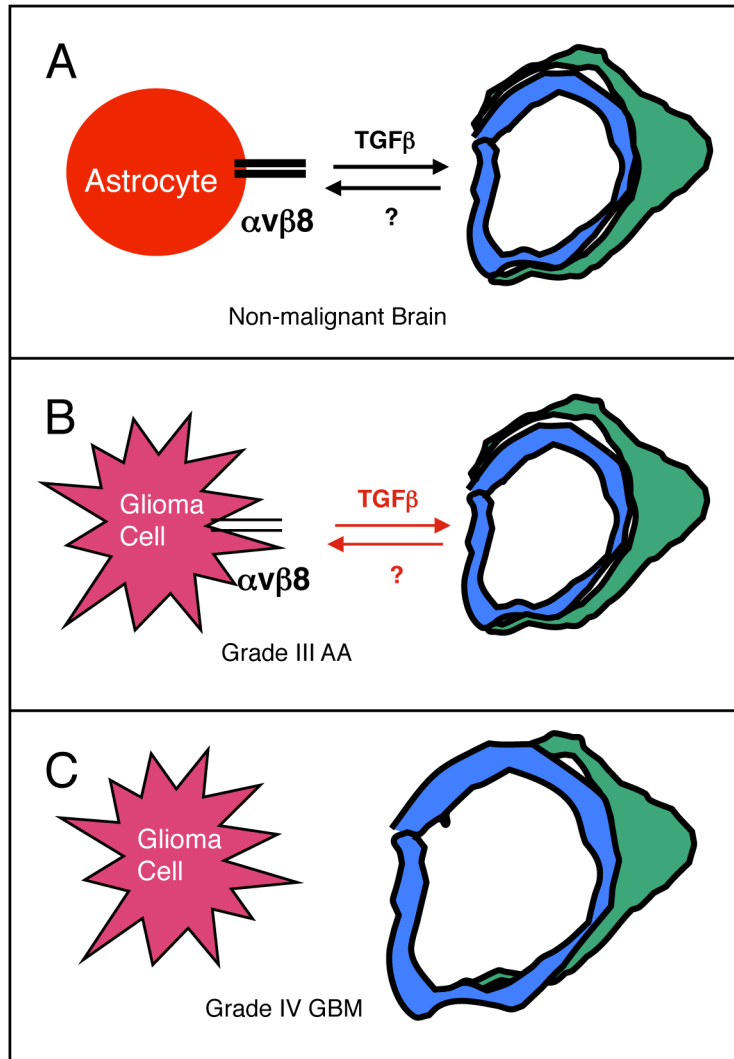 A
Astrocyte
TGFβ
αvβ8
?
Non-malignant Brain
B
Glioma
Cell
TGFβ
αvβ8
?
Grade III AA
C
Glioma
Cell
Grade IV GBM